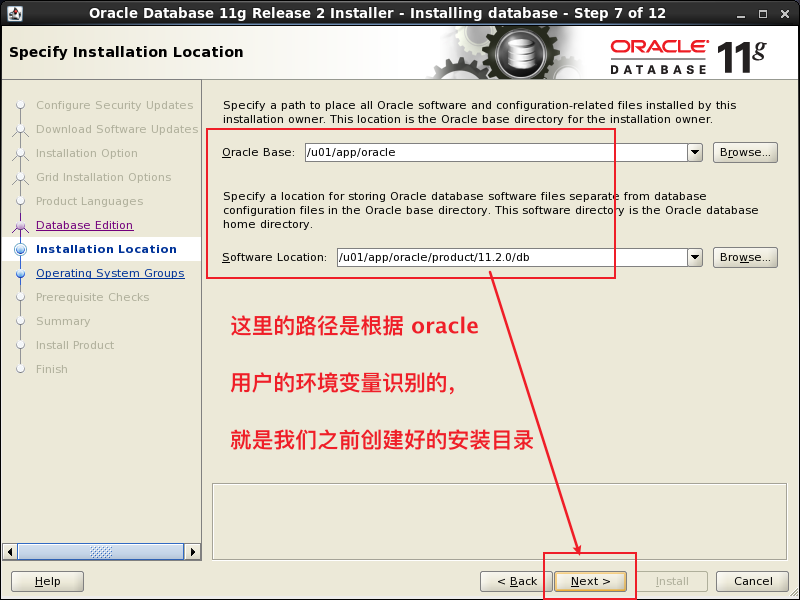 Oracle Database 11g Release 2 Installer - Installing database - Step 7 of 12
Specify Installation Location
ORACLE
DATABASE
11g
Configure Security Updates
Download Software Updates
Installation Option
Grid Installation Options
Product Languages
Database Edition
Installation Location
Operating System Groups
Prerequisite Checks
Summary
Install Product
Finish
Specify a path to place all Oracle software and configuration-related files installed by this
installation owner. This location is the Oracle base directory for the installation owner.
Oracle Base: /u01/app/oracle Browse...
Specify a location for storing Oracle database software files separate from database
configuration files in the Oracle base directory. This software directory is the Oracle database
home directory.
Software Location: /u01/app/oracle/product/11.2.0/db Browse...
这里的路径是根据 oracle
用户的环境变量识别的,
就是我们之前创建好的安装目录
Help < Back Next > Install Cancel